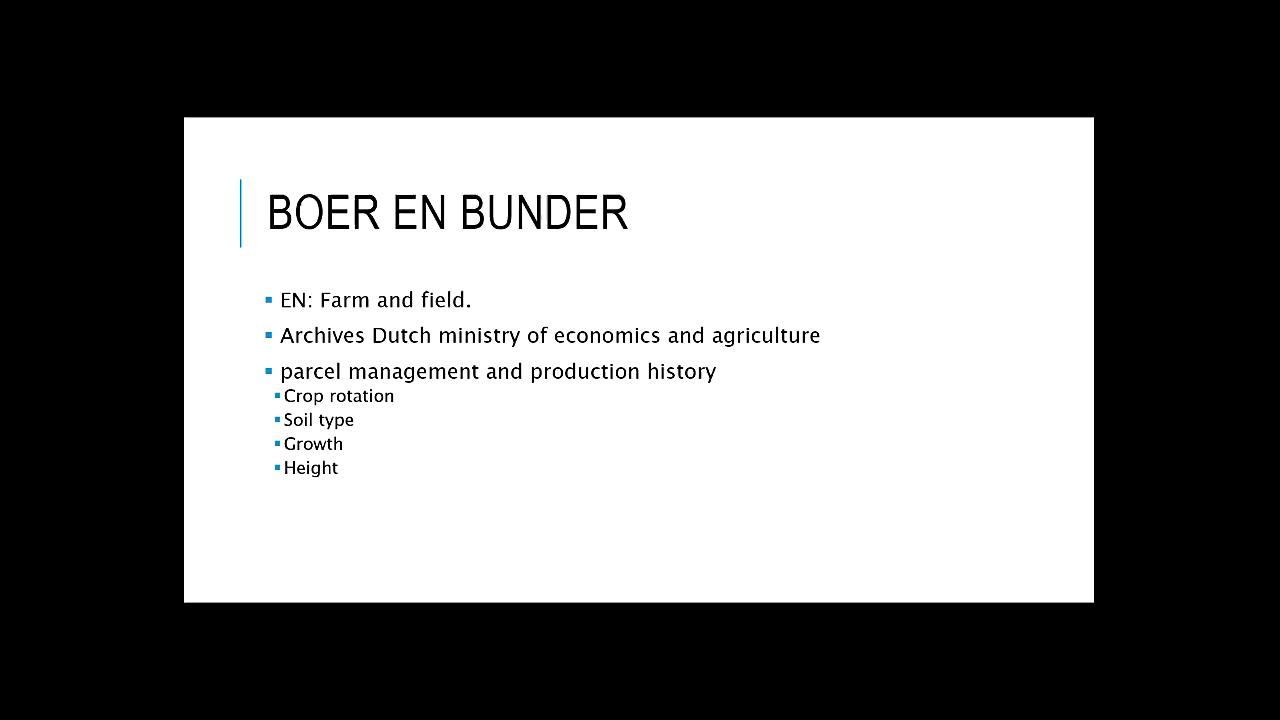 BOER EN BUNDER
EN: Farm and field.
Archives Dutch ministry of economics and agriculture
parcel management and production history
Crop rotation
Soil type
Growth
Height